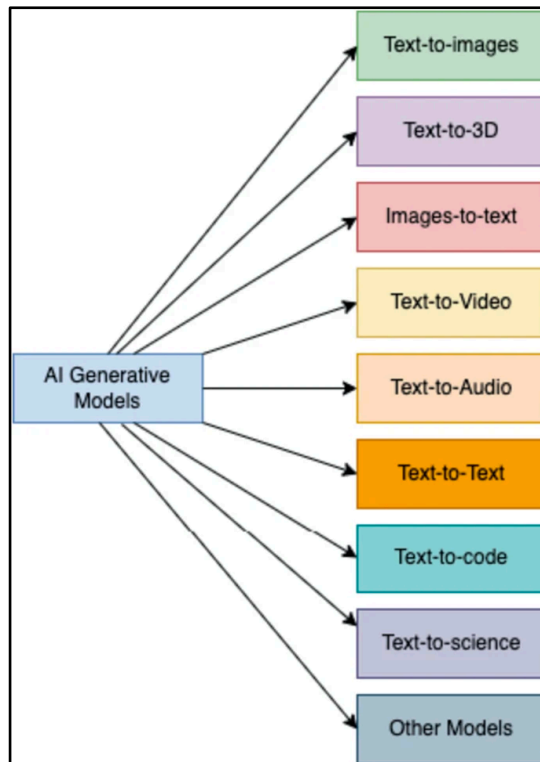 Text-to-images
Text-to-3D
Images-to-text
Text-to-Video
AI Generative
Models
Text-to-Audio
Text-to-Text
Text-to-code
Text-to-science
Other Models